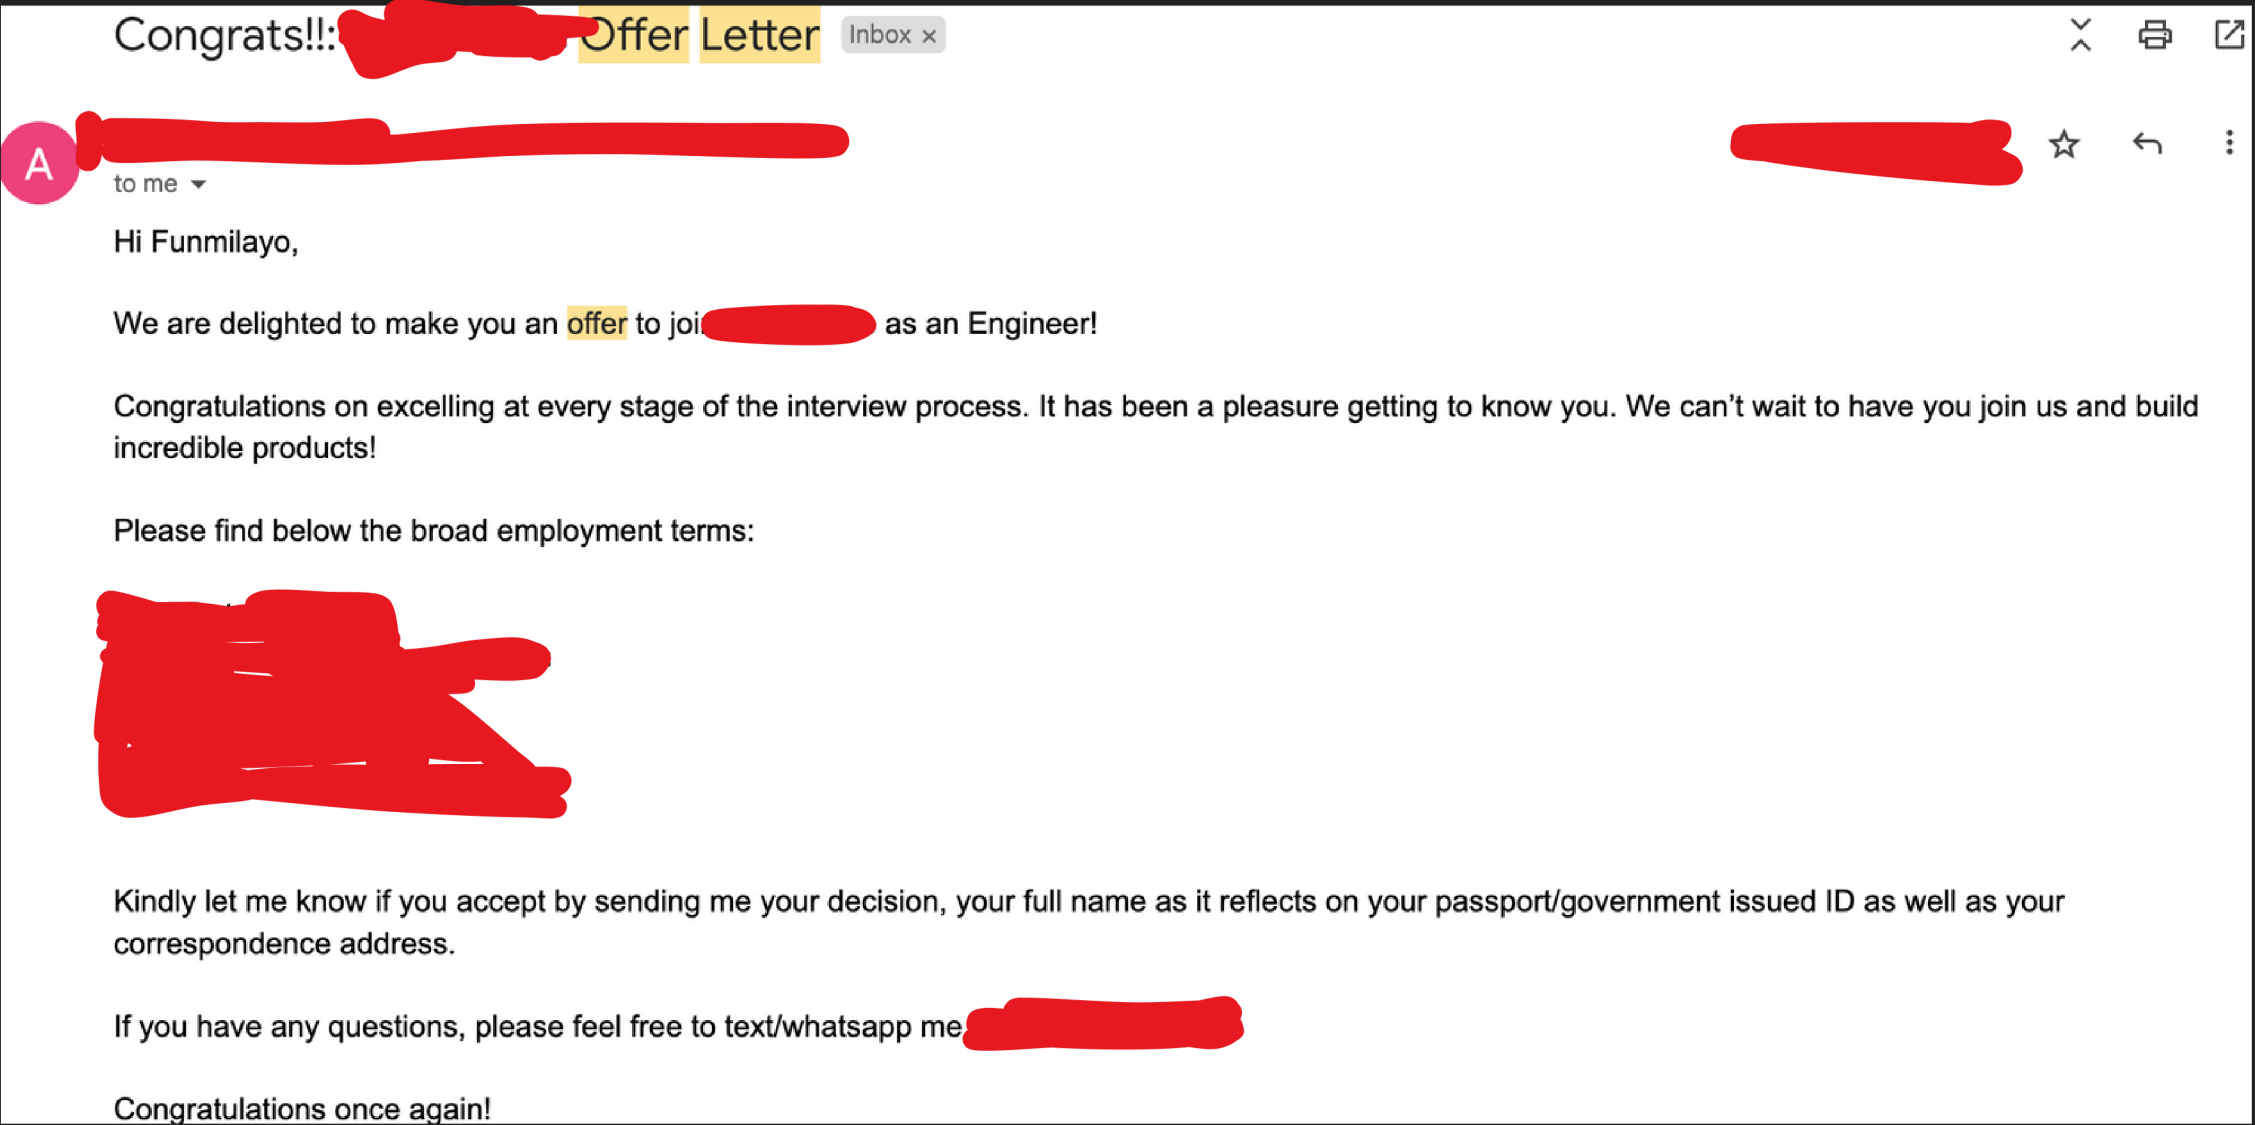 Congrats!!: Offer Letter Inbox ×
A
to me
Hi Funmilayo,
We are delighted to make you an offer to joi as an Engineer!
Congratulations on excelling at every stage of the interview process. It has been a pleasure getting to know you. We can’t wait to have you join us and build
incredible products!
Please find below the broad employment terms:
Kindly let me know if you accept by sending me your decision, your full name as it reflects on your passport/government issued ID as well as your
correspondence address.
If you have any questions, please feel free to text/whatsapp me
Congratulations once again!